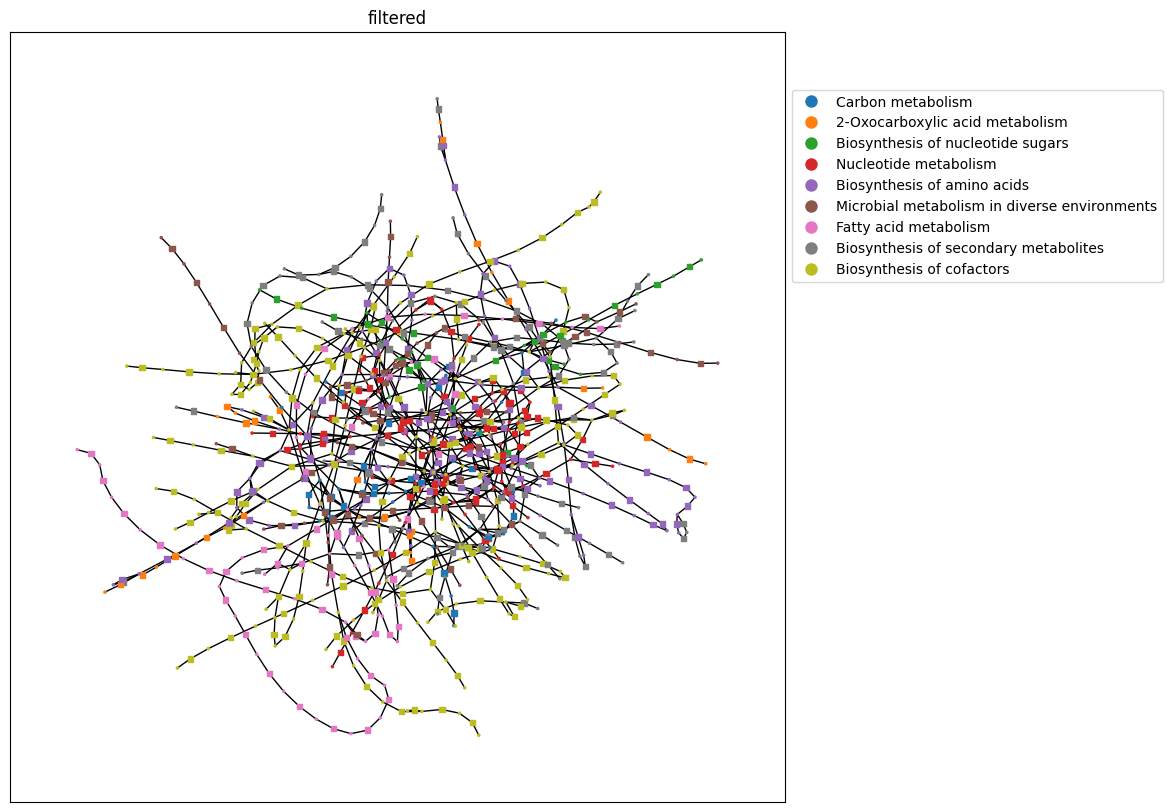 filtered
Carbon metabolism
2-Oxocarboxylic acid metabolism
Biosynthesis of nucleotide sugars
Nucleotide metabolism
Biosynthesis of amino acids
Microbial metabolism in diverse environments
Fatty acid metabolism
Biosynthesis of secondary metabolites
Biosynthesis of cofactors